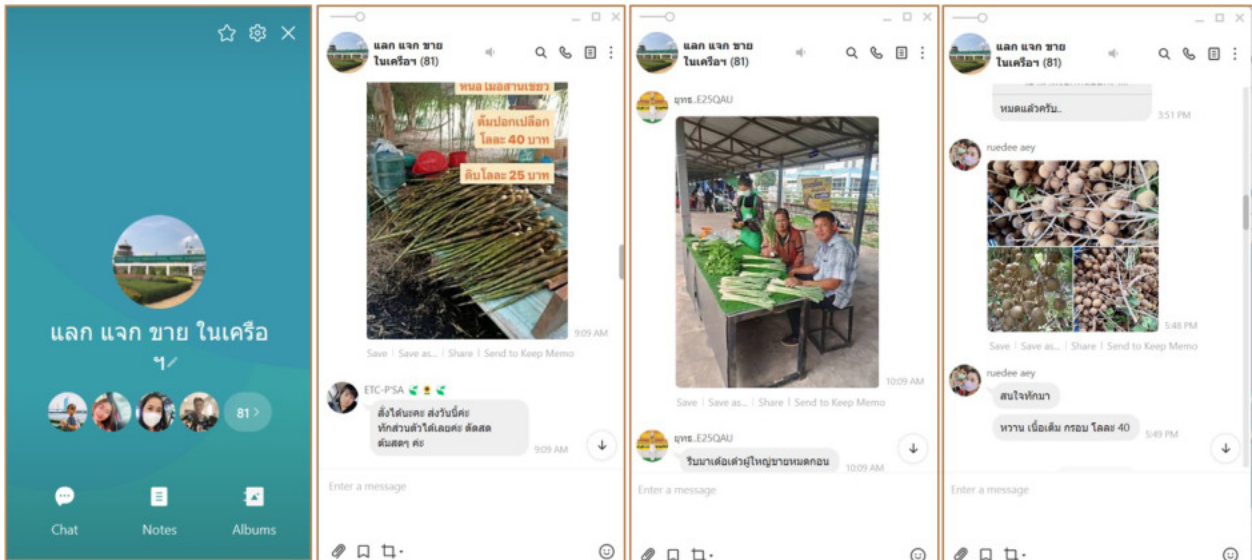 แลก แจก ขาย ในเครือ
ฯ
81 >
Chat
Notes
Albums
แลก แจก ขาย
ในเครือฯ (81)
หน่อไม้สานเขียว
ต้มปอกเปลือก
โลละ 40 บาท
ดิบโลละ 25 บาท
9:09 AM
Save | Save as... | Share | Send to Keep Memo
ETC-P'SA
สั่งได้นะคะ ส่งวันนี้ค่ะ
ทักส่วนตัวได้เลยค่ะ ตัดสด
ต้มสดๆ ค่ะ
9:09 AM
Enter a message
แลก แจก ขาย
ในเครือฯ (81)
ยุทธ..E25QAU
10:09 AM
Save | Save as... | Share | Send to Keep Memo
ยุทธ..E25QAU
รีบมาเด้อเด๋วผู้ใหญ่ขายหมดกอน
10:09 AM
Enter a message
แลก แจก ขาย
ในเครือฯ (81)
หมดแล้วครับ..
3:51 PM
ruedee aey
5:48 PM
Save | Save as... | Share | Send to Keep Memo
ruedee aey
สนใจทักมา
หวาน เนื้อเต็ม กรอบ โลละ 40
5:49 PM
Enter a message